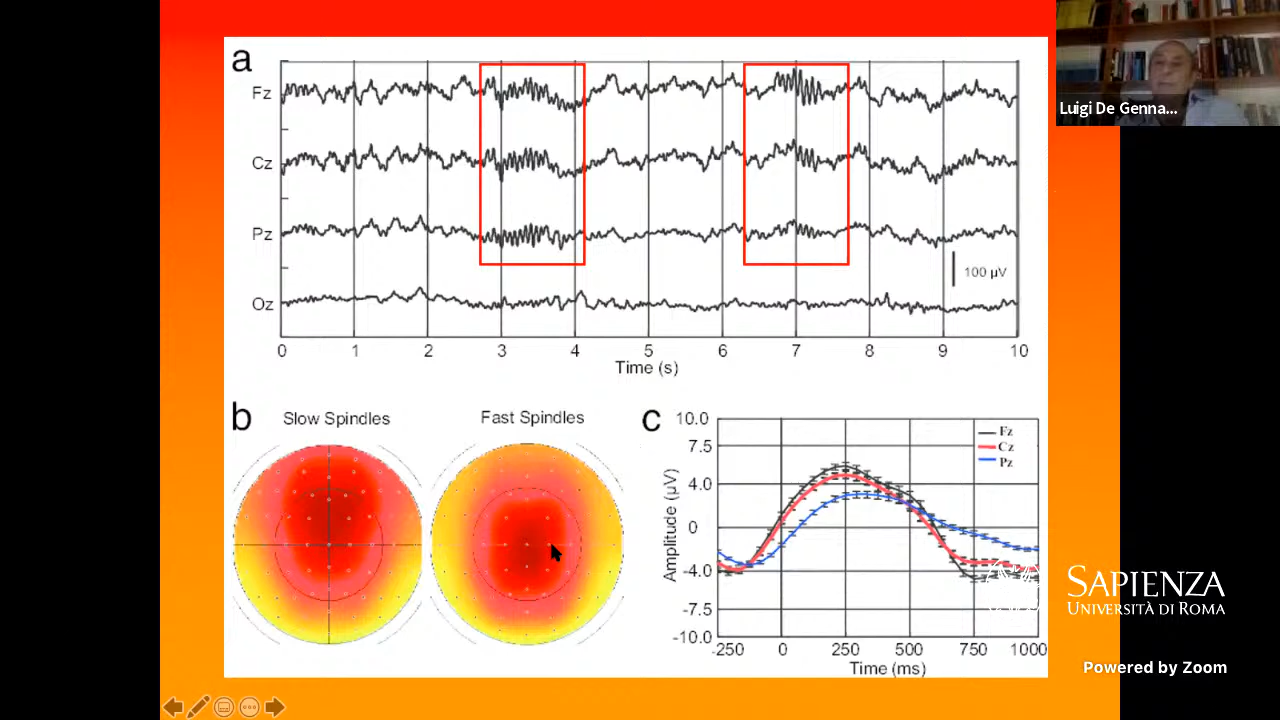 a
Fz
Cz
Pz
Oz
100 µV
0 1 2 3 4 5 6 7 8 9 10
Time (s)
b
Slow Spindles
Fast Spindles
c
Amplitude (µV)
10.0
7.5
4.0
0
-4.0
-7.5
-10.0
Fz
Cz
Pz
-250 0 250 500 750 1000
Time (ms)
Luigi De Genna...
SAPIENZA
UNIVERSITÀ DI ROMA
Powered by Zoom